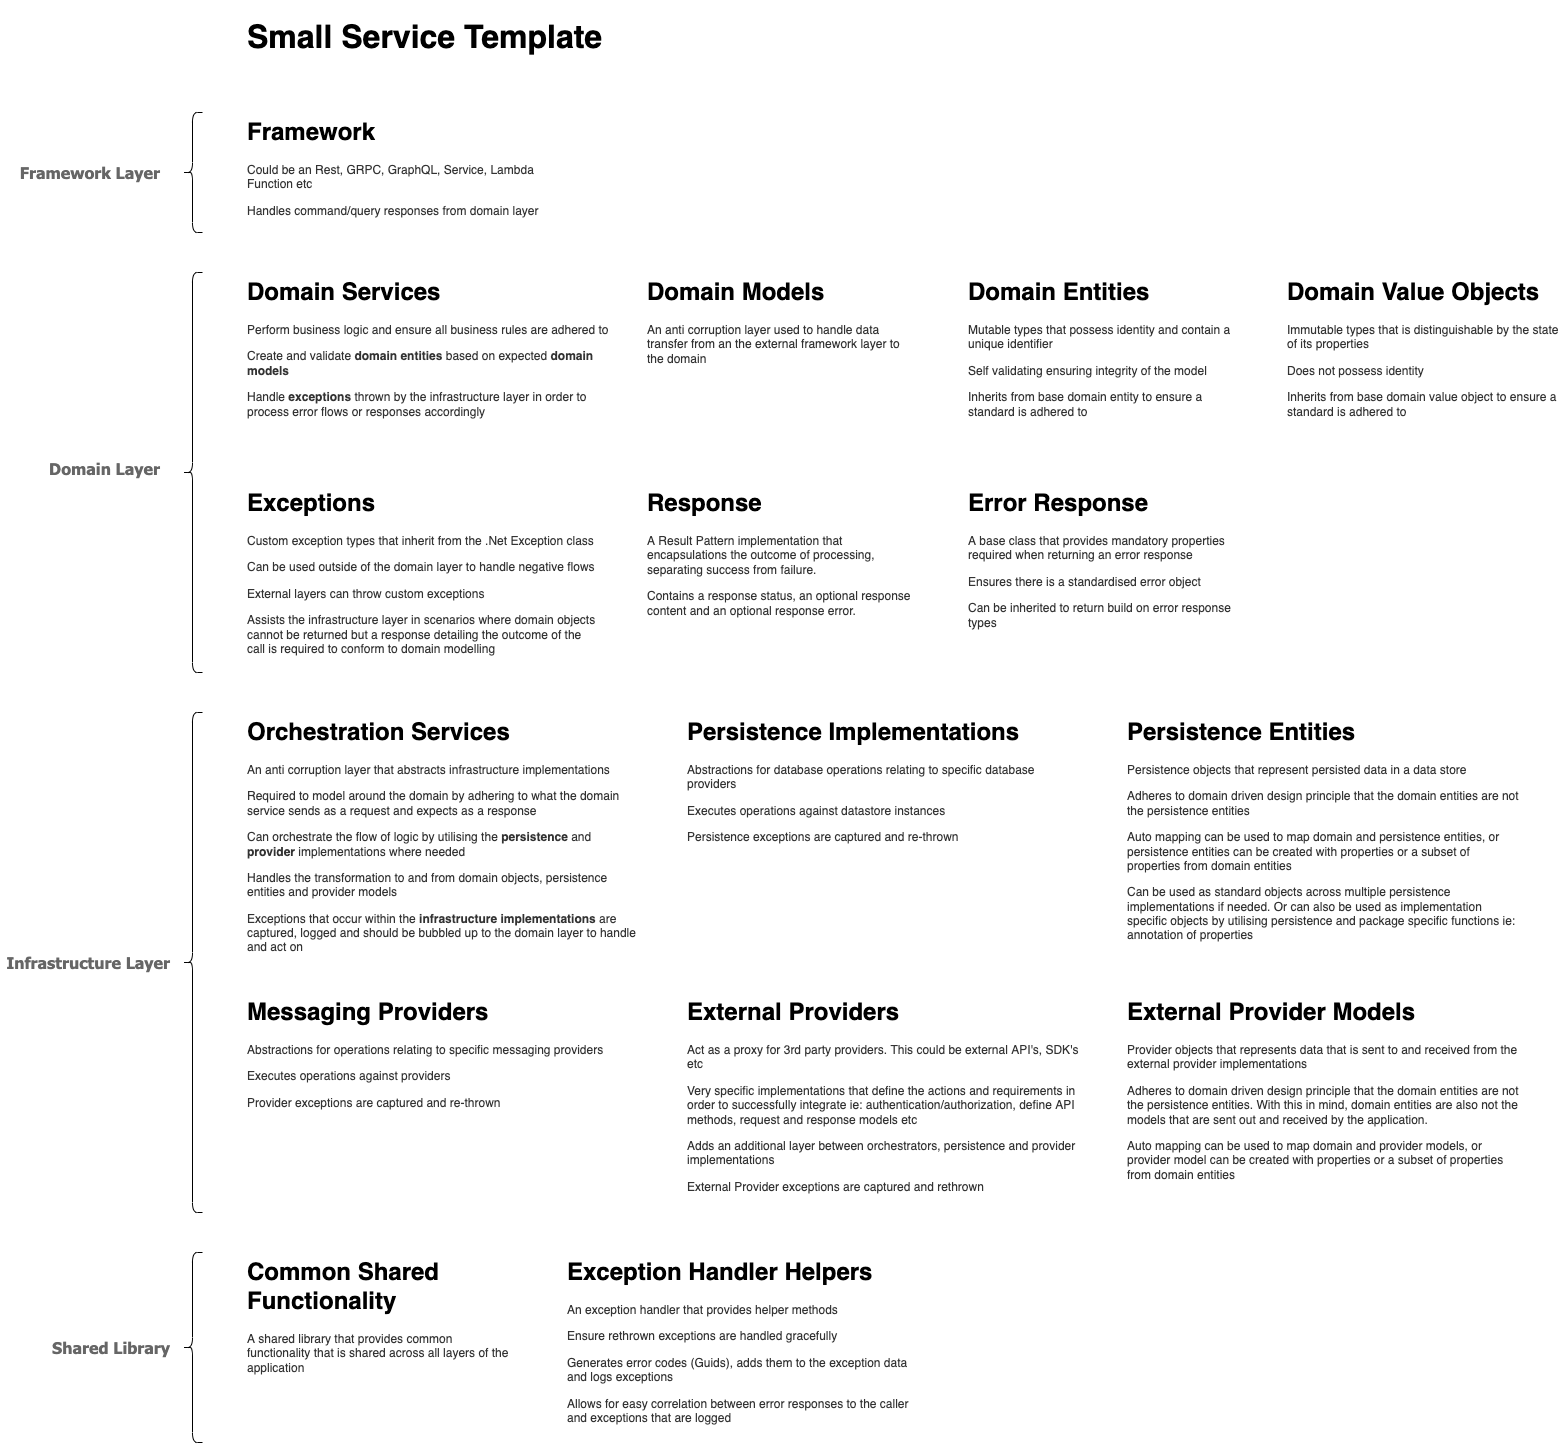 Small Service Template
Framework Layer
Framework
Could be an Rest, GRPC, GraphQL, Service, Lambda
Function etc
Handles command/query responses from domain layer
Domain Layer
Domain Services
Perform business logic and ensure all business rules are adhered to
Create and validate domain entities based on expected domain
models
Handle exceptions thrown by the infrastructure layer in order to
process error flows or responses accordingly
Domain Models
An anti corruption layer used to handle data
transfer from an the external framework layer to
the domain
Domain Entities
Mutable types that possess identity and contain a
unique identifier
Self validating ensuring integrity of the model
Inherits from base domain entity to ensure a
standard is adhered to
Domain Value Objects
Immutable types that is distinguishable by the state
of its properties
Does not possess identity
Inherits from base domain value object to ensure a
standard is adhered to
Exceptions
Custom exception types that inherit from the .Net Exception class
Can be used outside of the domain layer to handle negative flows
External layers can throw custom exceptions
Assists the infrastructure layer in scenarios where domain objects
cannot be returned but a response detailing the outcome of the
call is required to conform to domain modelling
Response
A Result Pattern implementation that
encapsulations the outcome of processing,
separating success from failure.
Contains a response status, an optional response
content and an optional response error.
Error Response
A base class that provides mandatory properties
required when returning an error response
Ensures there is a standardised error object
Can be inherited to return build on error response
types
Infrastructure Layer
Orchestration Services
An anti corruption layer that abstracts infrastructure implementations
Required to model around the domain by adhering to what the domain
service sends as a request and expects as a response
Can orchestrate the flow of logic by utilising the persistence and
provider implementations where needed
Handles the transformation to and from domain objects, persistence
entities and provider models
Exceptions that occur within the infrastructure implementations are
captured, logged and should be bubbled up to the domain layer to handle
and act on
Persistence Implementations
Abstractions for database operations relating to specific database
providers
Executes operations against datastore instances
Persistence exceptions are captured and re-thrown
Persistence Entities
Persistence objects that represent persisted data in a data store
Adheres to domain driven design principle that the domain entities are not
the persistence entities
Auto mapping can be used to map domain and persistence entities, or
persistence entities can be created with properties or a subset of
properties from domain entities
Can be used as standard objects across multiple persistence
implementations if needed. Or can also be used as implementation
specific objects by utilising persistence and package specific functions ie:
annotation of properties
Messaging Providers
Abstractions for operations relating to specific messaging providers
Executes operations against providers
Provider exceptions are captured and re-thrown
External Providers
Act as a proxy for 3rd party providers. This could be external API's, SDK's
etc
Very specific implementations that define the actions and requirements in
order to successfully integrate ie: authentication/authorization, define API
methods, request and response models etc
Adds an additional layer between orchestrators, persistence and provider
implementations
External Provider exceptions are captured and rethrown
External Provider Models
Provider objects that represents data that is sent to and received from the
external provider implementations
Adheres to domain driven design principle that the domain entities are not
the persistence entities. With this in mind, domain entities are also not the
models that are sent out and received by the application.
Auto mapping can be used to map domain and provider models, or
provider model can be created with properties or a subset of properties
from domain entities
Shared Library
Common Shared
Functionality
A shared library that provides common
functionality that is shared across all layers of the
application
Exception Handler Helpers
An exception handler that provides helper methods
Ensure rethrown exceptions are handled gracefully
Generates error codes (Guids), adds them to the exception data
and logs exceptions
Allows for easy correlation between error responses to the caller
and exceptions that are logged